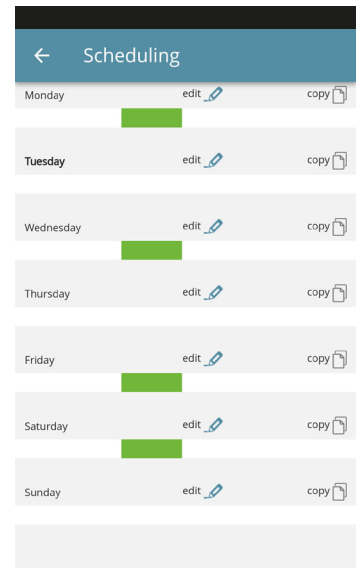 Scheduling
Monday edit copy
Tuesday edit copy
Wednesday edit copy
Thursday edit copy
Friday edit copy
Saturday edit copy
Sunday edit copy